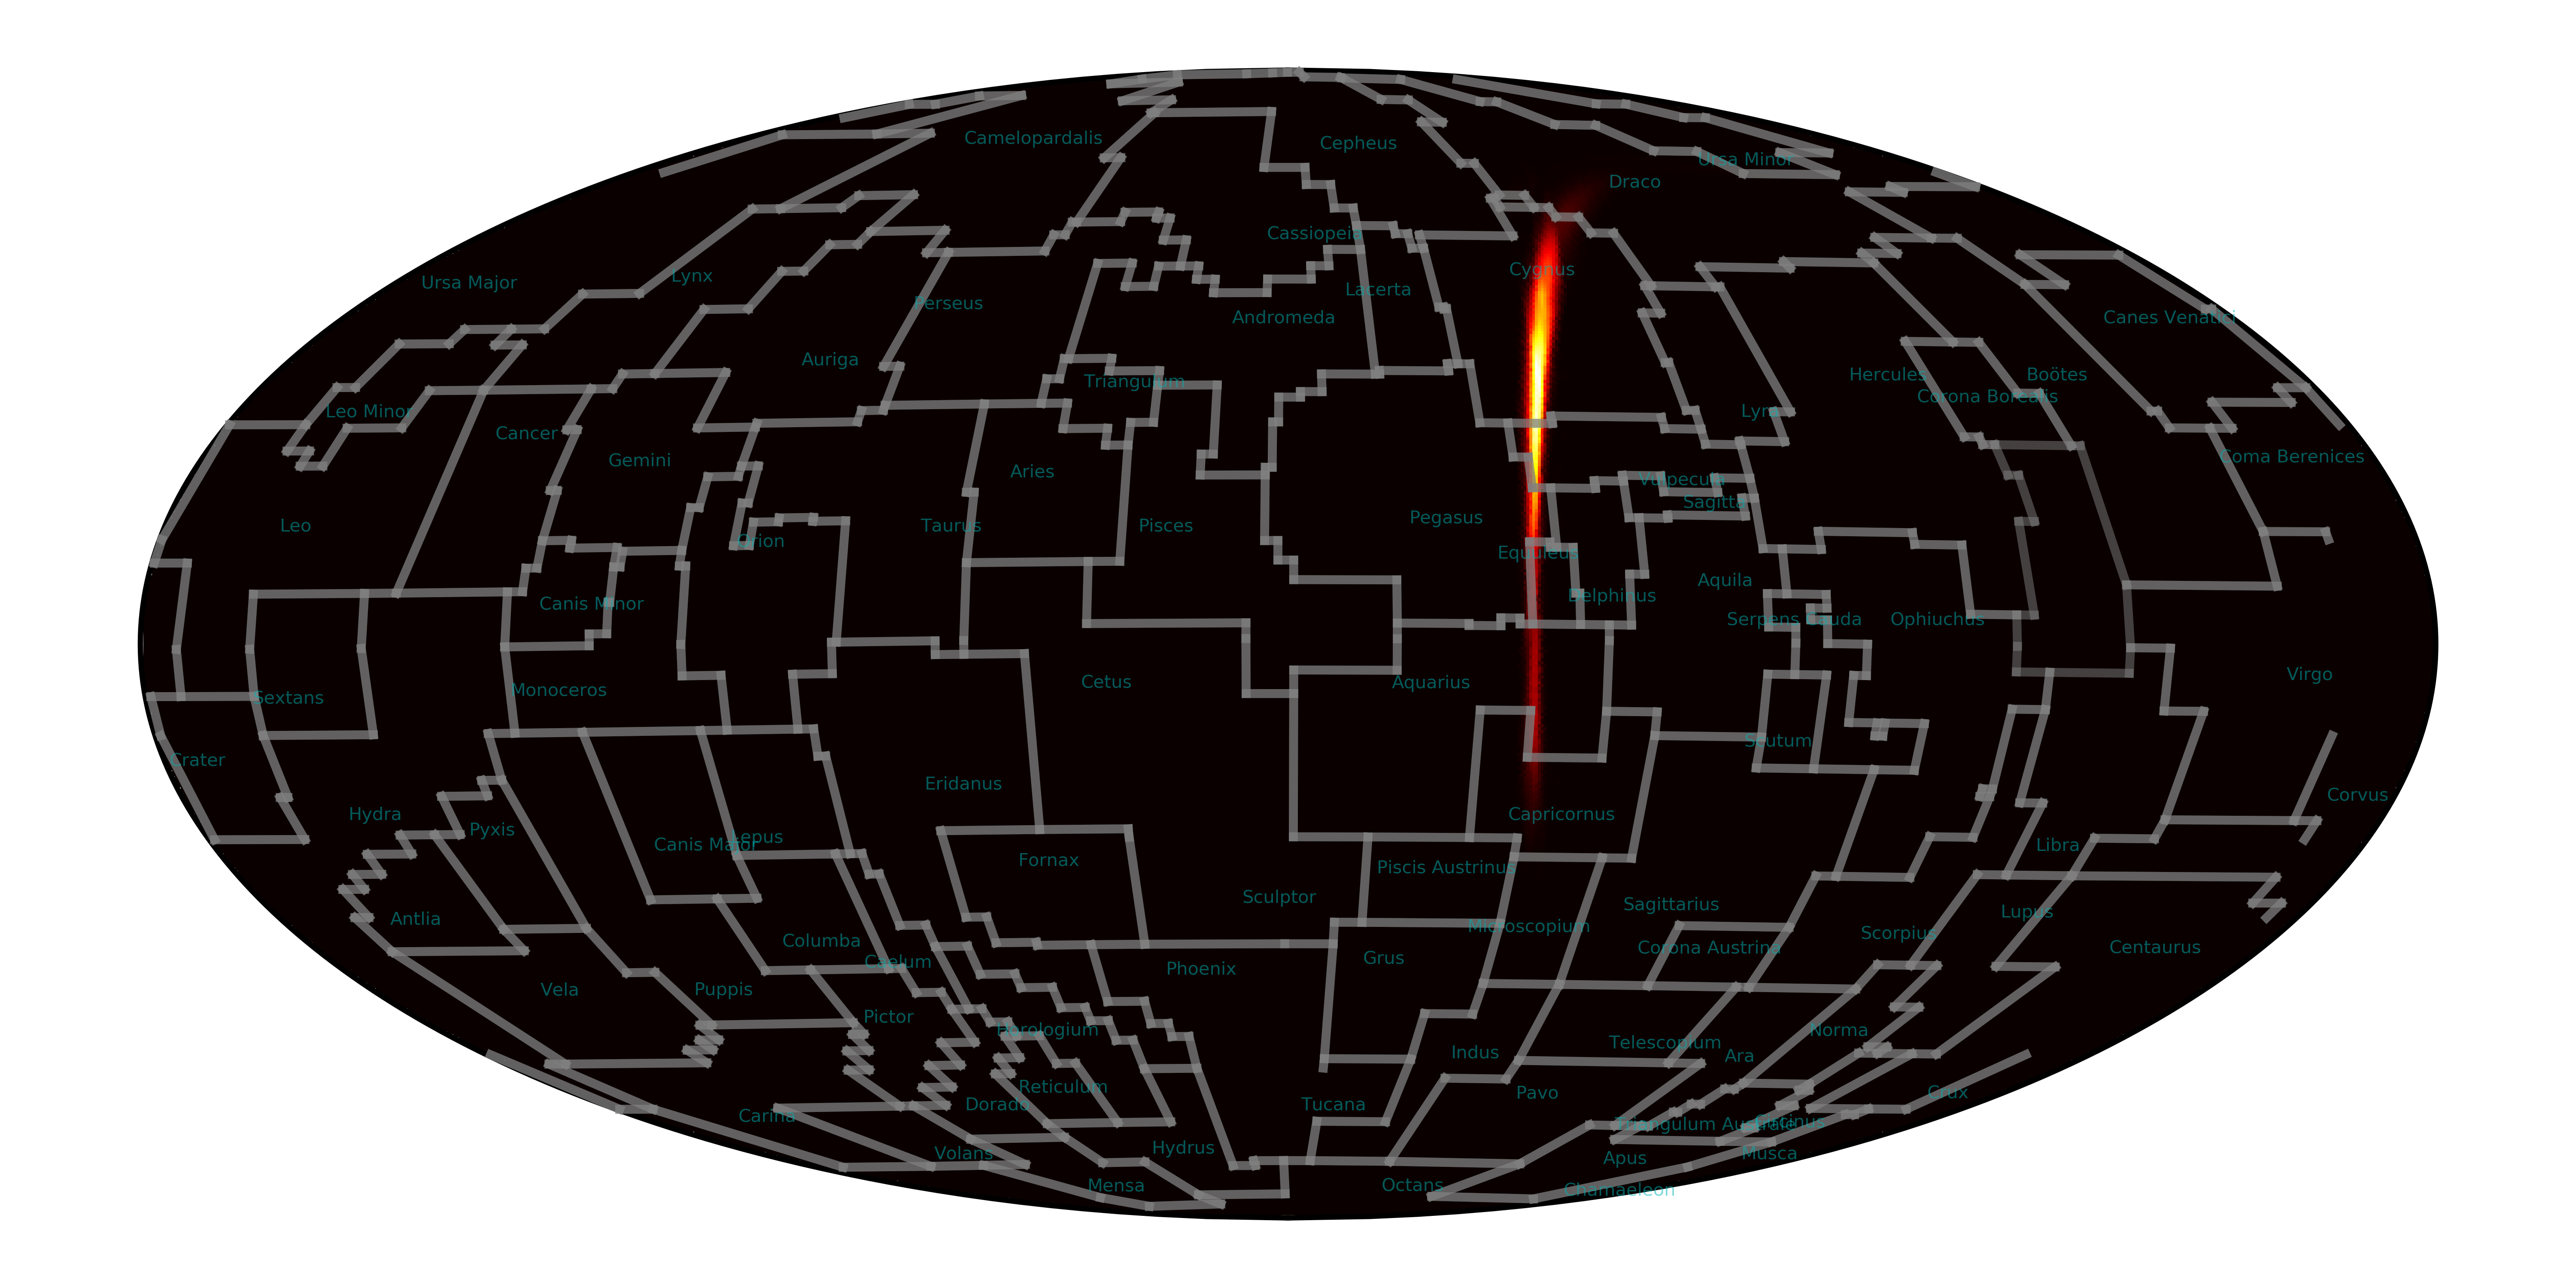 Camelopardalis
Cepheus
Ursa Minor
Draco
Cassiopeia
Cygnus
Ursa Major
Lynx
Lacerta
Perseus
Andromeda
Canes Venatici
Auriga
Triangulum
Hercules
Boötes
Corona Borealis
Leo Minor
Lyra
Cancer
Gemini
Coma Berenices
Aries
Vulpecula
Sagitta
Leo
Orion
Taurus
Pisces
Pegasus
Equuleus
Aquila
Canis Minor
Delphinus
Serpens Cauda
Ophiuchus
Sextans
Monoceros
Cetus
Aquarius
Virgo
Crater
Scutum
Eridanus
Corvus
Hydra
Pyxis
Capricornus
Canis Major
Lepus
Libra
Fornax
Piscis Austrinus
Sculptor
Sagittarius
Antlia
Microscopium
Lupus
Columba
Corona Austrina
Scorpius
Centaurus
Caelum
Phoenix
Grus
Vela
Puppis
Pictor
Horologium
Telescopium
Norma
Indus
Ara
Reticulum
Pavo
Crux
Carina
Dorado
Tucana
Triangulum Australe
Circinus
Volans
Hydrus
Apus
Musca
Mensa
Octans
Chamaeleon